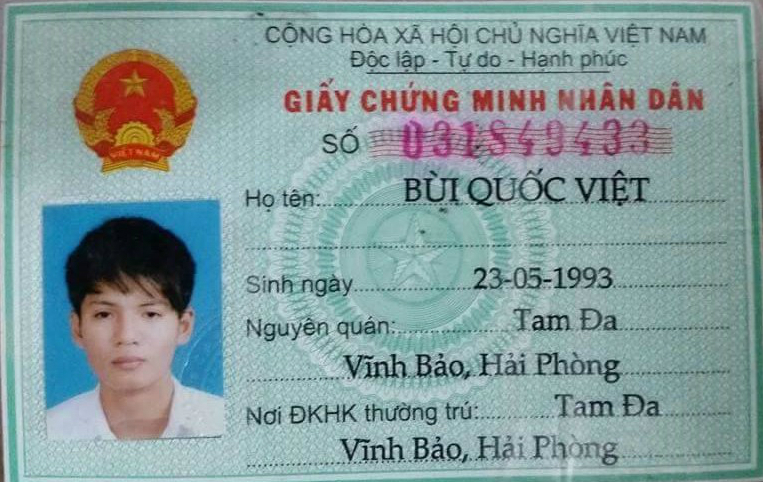 CỘNG HÒA XÃ HỘI CHỦ NGHĨA VIỆT NAM
Độc lập - Tự do - Hạnh phúc
GIẤY CHỨNG MINH NHÂN DÂN
SỐ 031849433
Họ tên: BÙI QUỐC VIỆT
Sinh ngày 23-05-1993
Nguyên quán: Tam Đa
Vĩnh Bảo, Hải Phòng
Nơi ĐKHK thường trú: Tam Đa
Vĩnh Bảo, Hải Phòng
VIỆT NAM